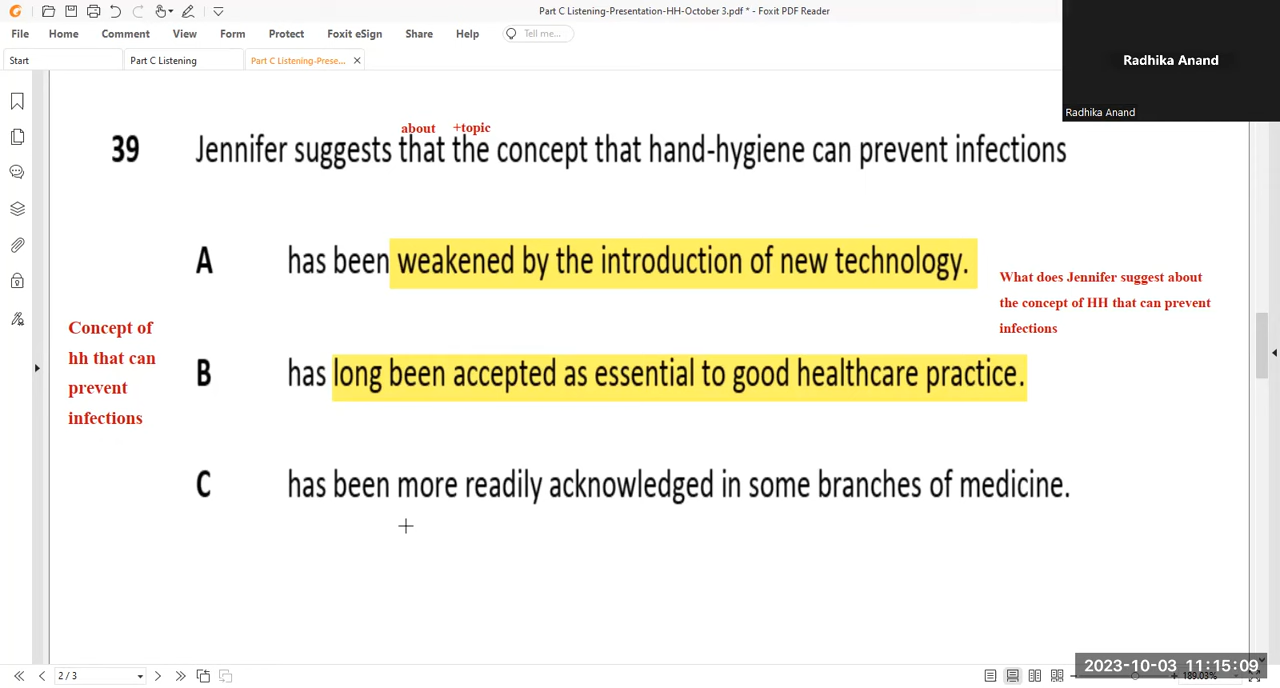 Part C Listening-Presentation-HH-October 3.pdf * - Foxit PDF Reader
File Home Comment View Form Protect Foxit eSign Share Help Tell me...
Start Part C Listening Part C Listening-Prese...
Radhika Anand
Radhika Anand
about +topic
39 Jennifer suggests that the concept that hand-hygiene can prevent infections
A has been weakened by the introduction of new technology.
What does Jennifer suggest about
the concept of HH that can prevent
infections
Concept of
hh that can
prevent
infections
B has long been accepted as essential to good healthcare practice.
C has been more readily acknowledged in some branches of medicine.
2 / 3
2023-10-03 11:15:09
189.03%